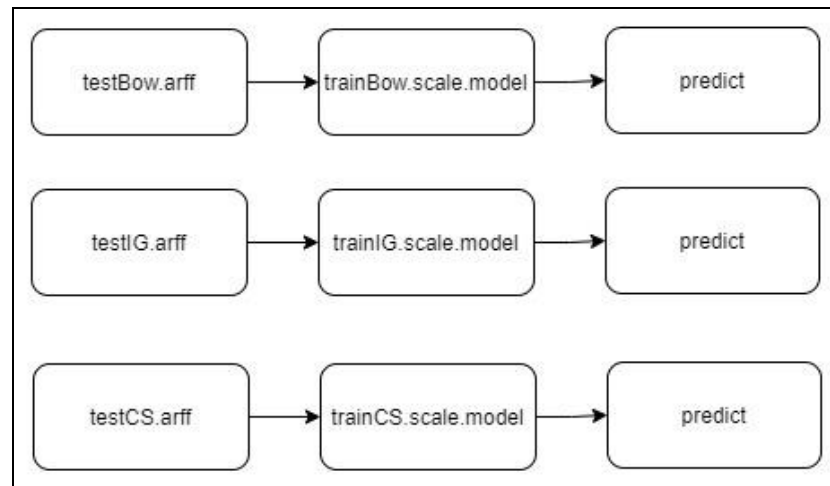 testBow.arff
trainBow.scale.model
predict
testIG.arff
trainIG.scale.model
predict
testCS.arff
trainCS.scale.model
predict